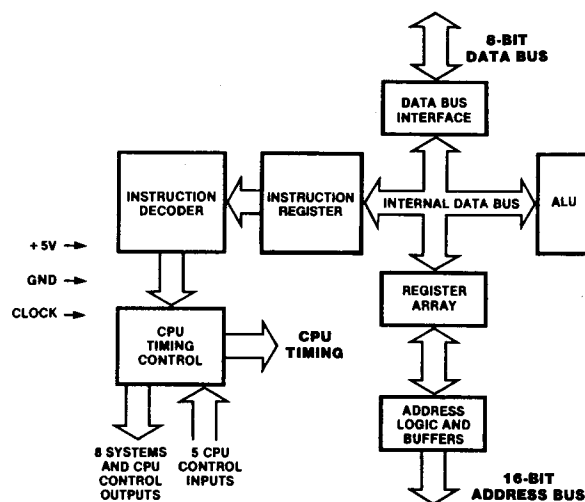 8-BIT
DATA BUS
DATA BUS
INTERFACE
INSTRUCTION
DECODER
INSTRUCTION
REGISTER
INTERNAL DATA BUS
ALU
+5V
GND
CLOCK
REGISTER
ARRAY
CPU
TIMING
CONTROL
CPU
TIMING
ADDRESS
LOGIC AND
BUFFERS
8 SYSTEMS
AND CPU
CONTROL
OUTPUTS
5 CPU
CONTROL
INPUTS
16-BIT
ADDRESS BUS